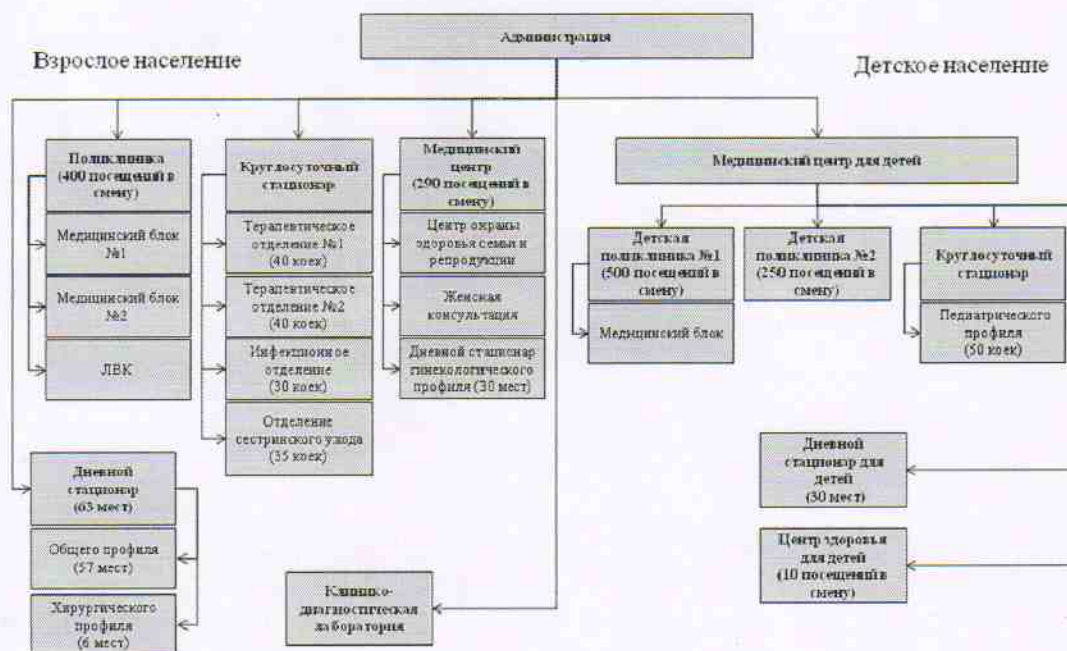 Администрация
Взрослое население
Детское население
Поликлиника
(400 посещений в
смену)
Медицинский блок
№1
Медицинский блок
№2
ЛВК
Круглосуточный
стационар
Терапевтическое
отделение №1
(40 коек)
Терапевтическое
отделение №2
(40 коек)
Инфекционное
отделение
(30 коек)
Отделение
сестринского ухода
(35 коек)
Медицинский
центр
(290 посещений в
смену)
Центр охраны
здоровья семьи и
репродукции
Женская
консультация
Дневной стационар
гинекологического
профиля (30 мест)
Медицинский центр для детей
Детская
поликлиника №1
(500 посещений в
смену)
Медицинский блок
Детская
поликлиника №2
(250 посещений в
смену)
Круглосуточный
стационар
Педиатрического
профиля
(50 коек)
Дневной
стационар
(63 мест)
Общего профиля
(57 мест)
Хирургического
профиля
(6 мест)
Клинико-
диагностическая
лаборатория
Дневной
стационар для
детей
(30 мест)
Центр здоровья
для детей
(10 посещений в
смену)